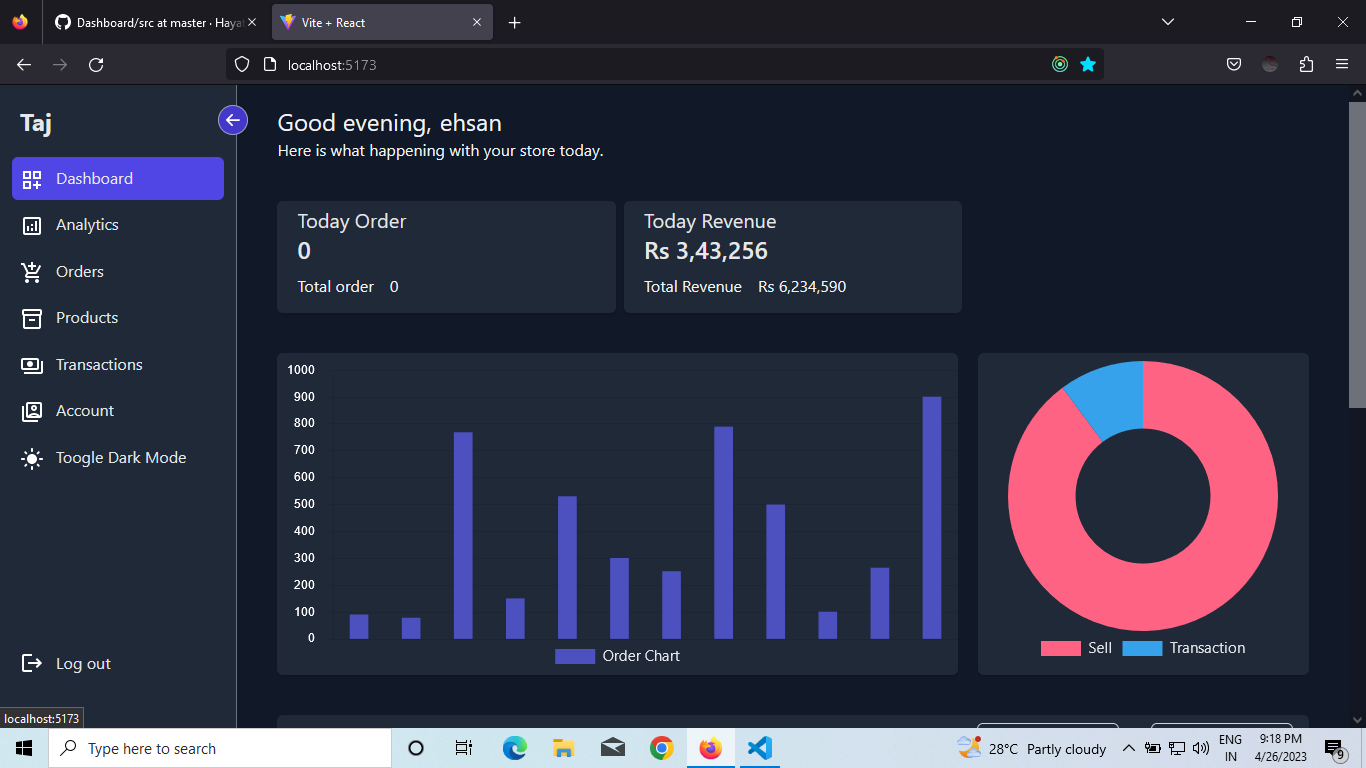 Dashboard/src at master · Haya
Vite + React
localhost:5173
Taj
Dashboard
Analytics
Orders
Products
Transactions
Account
Toogle Dark Mode
Log out
localhost:5173
Good evening, ehsan
Here is what happening with your store today.
Today Order
0
Total order 0
Today Revenue
Rs 3,43,256
Total Revenue Rs 6,234,590
1000
900
800
700
600
500
400
300
200
100
0
Order Chart
Sell Transaction
Type here to search
28°C Partly cloudy
ENG
IN
9:18 PM
4/26/2023
9